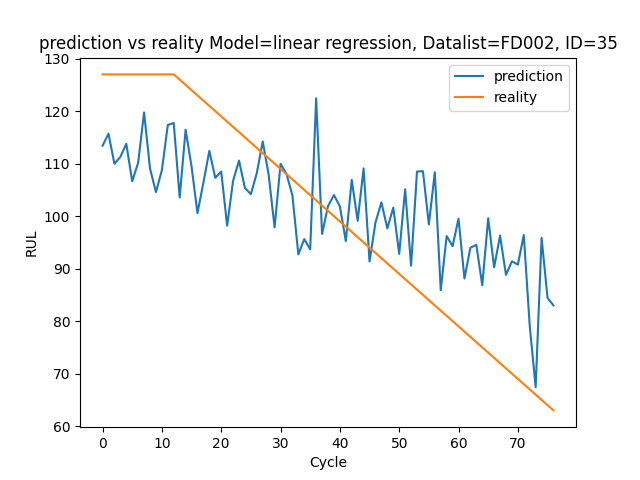 prediction vs reality Model=linear regression, Datalist=FD002, ID=35
prediction
reality
130
120
110
100
90
80
70
60
RUL
0 10 20 30 40 50 60 70
Cycle